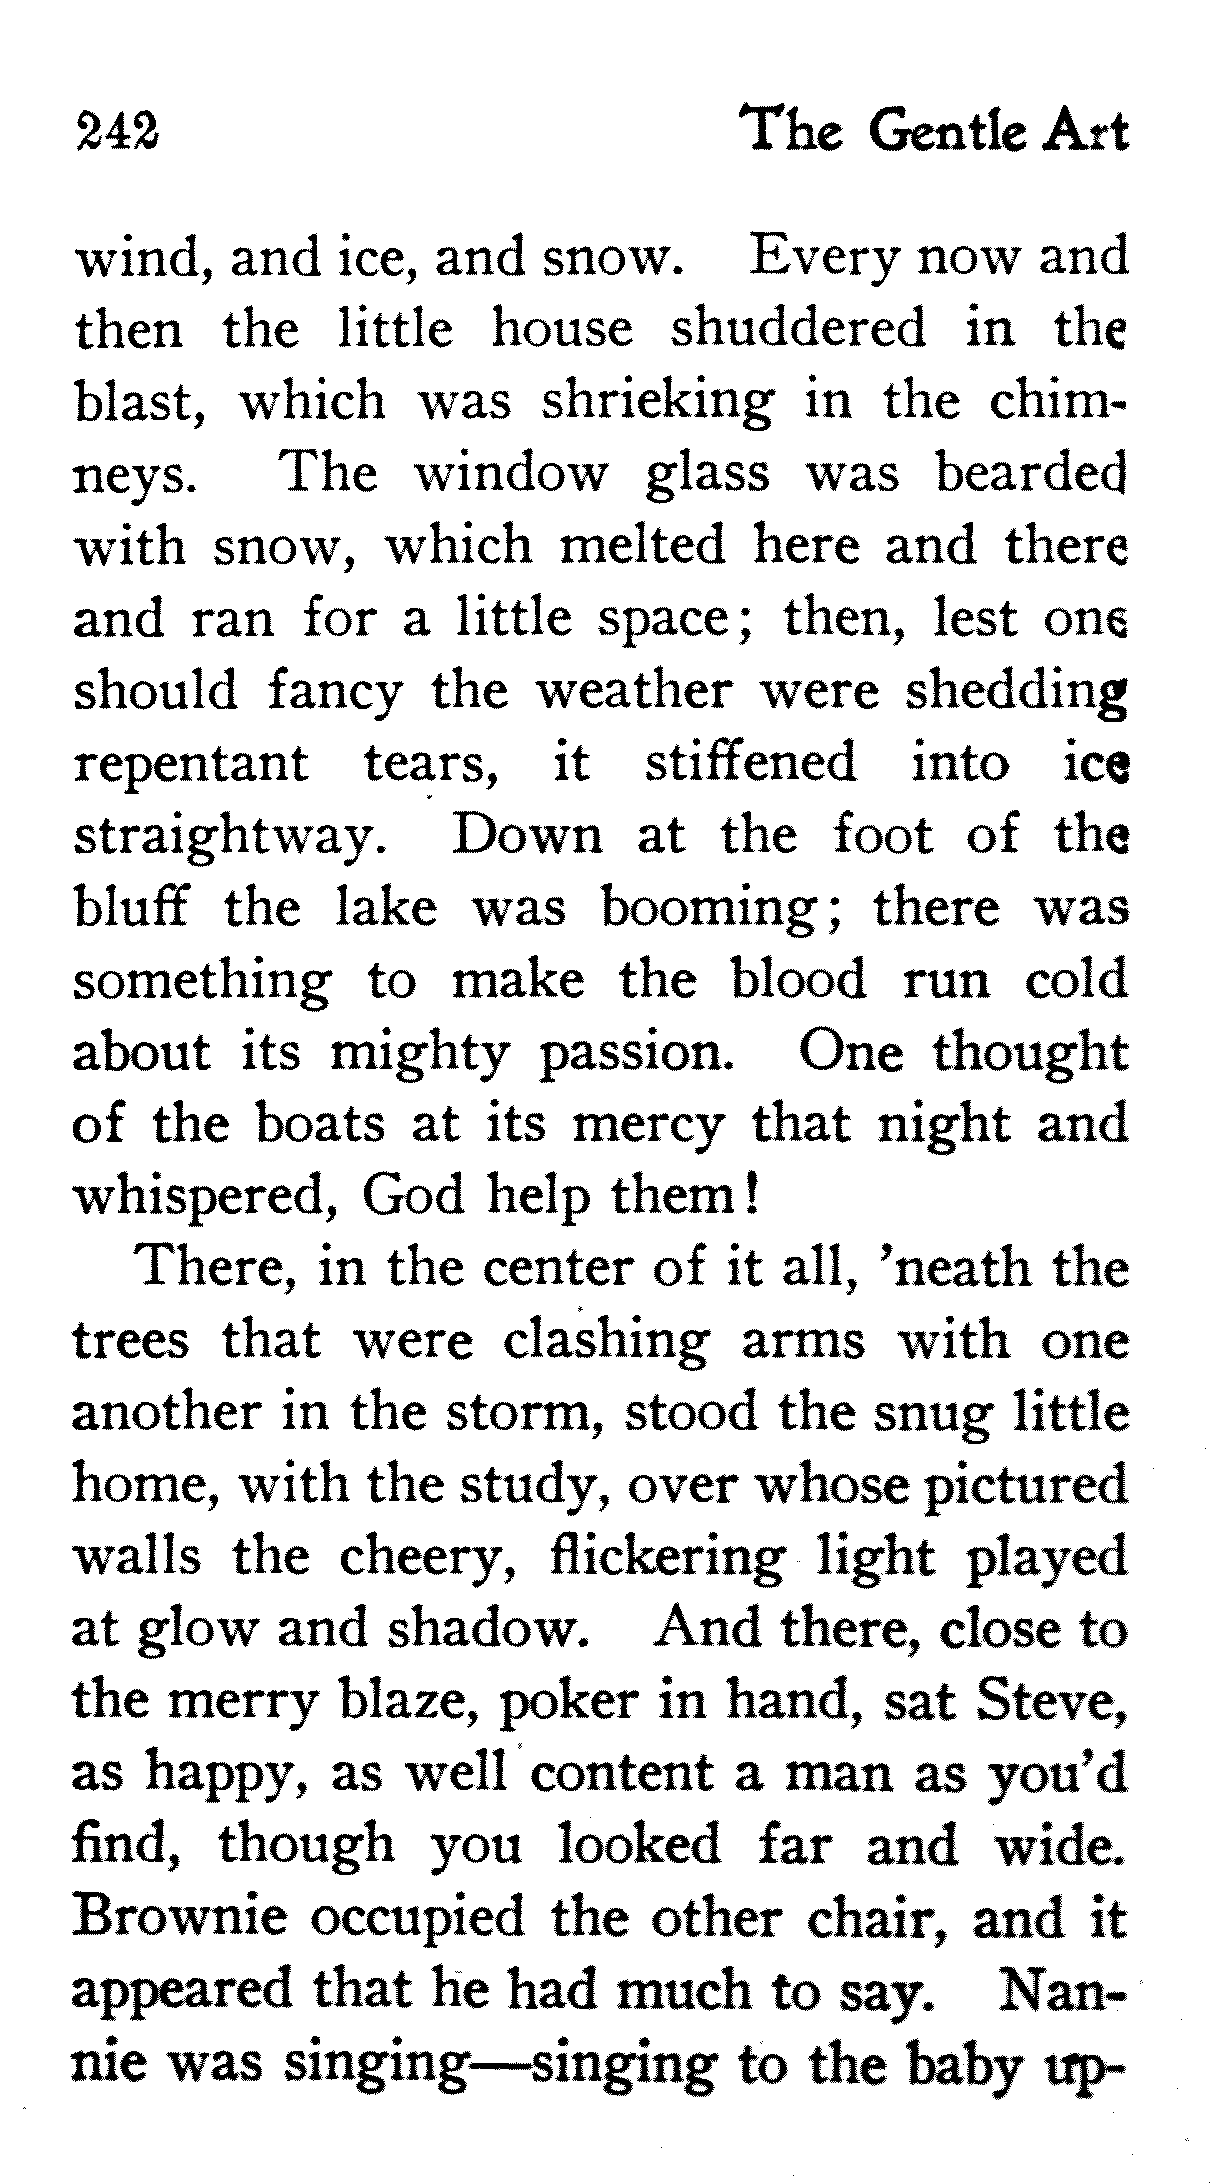 242 The Gentle Art
wind, and ice, and snow. Every now and
then the little house shuddered in the
blast, which was shrieking in the chim-
neys. The window glass was bearded
with snow, which melted here and there
and ran for a little space; then, lest one
should fancy the weather were shedding
repentant tears, it stiffened into ice
straightway. Down at the foot of the
bluff the lake was booming; there was
something to make the blood run cold
about its mighty passion. One thought
of the boats at its mercy that night and
whispered, God help them!
There, in the center of it all, ’neath the
trees that were clashing arms with one
another in the storm, stood the snug little
home, with the study, over whose pictured
walls the cheery, flickering light played
at glow and shadow. And there, close to
the merry blaze, poker in hand, sat Steve,
as happy, as well content a man as you’d
find, though you looked far and wide.
Brownie occupied the other chair, and it
appeared that he had much to say. Nan-
nie was singing—singing to the baby up-